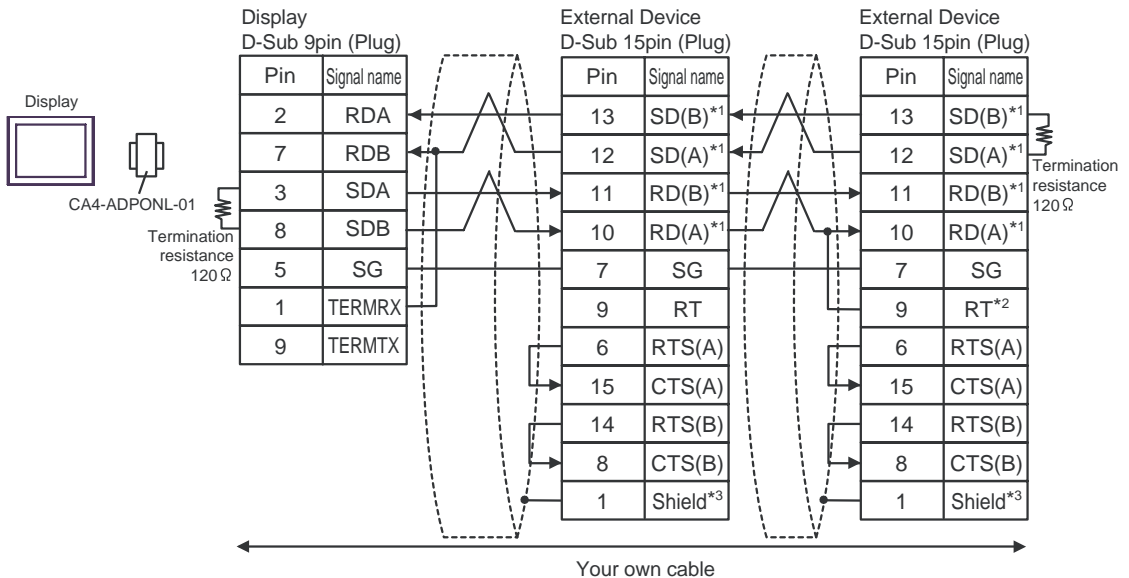 Display
D-Sub 9pin (Plug)
External Device
D-Sub 15pin (Plug)
External Device
D-Sub 15pin (Plug)
Pin Signal name
2 RDA
7 RDB
3 SDA
8 SDB
5 SG
1 TERMRX
9 TERMTX
Pin Signal name
13 SD(B)*1
12 SD(A)*1
11 RD(B)*1
10 RD(A)*1
7 SG
9 RT
6 RTS(A)
15 CTS(A)
14 RTS(B)
8 CTS(B)
1 Shield*3
Pin Signal name
13 SD(B)*1
12 SD(A)*1
11 RD(B)*1
10 RD(A)*1
7 SG
9 RT*2
6 RTS(A)
15 CTS(A)
14 RTS(B)
8 CTS(B)
1 Shield*3
Display
CA4-ADPONL-01
Termination
resistance
120Ω
Termination
resistance
120Ω
Your own cable